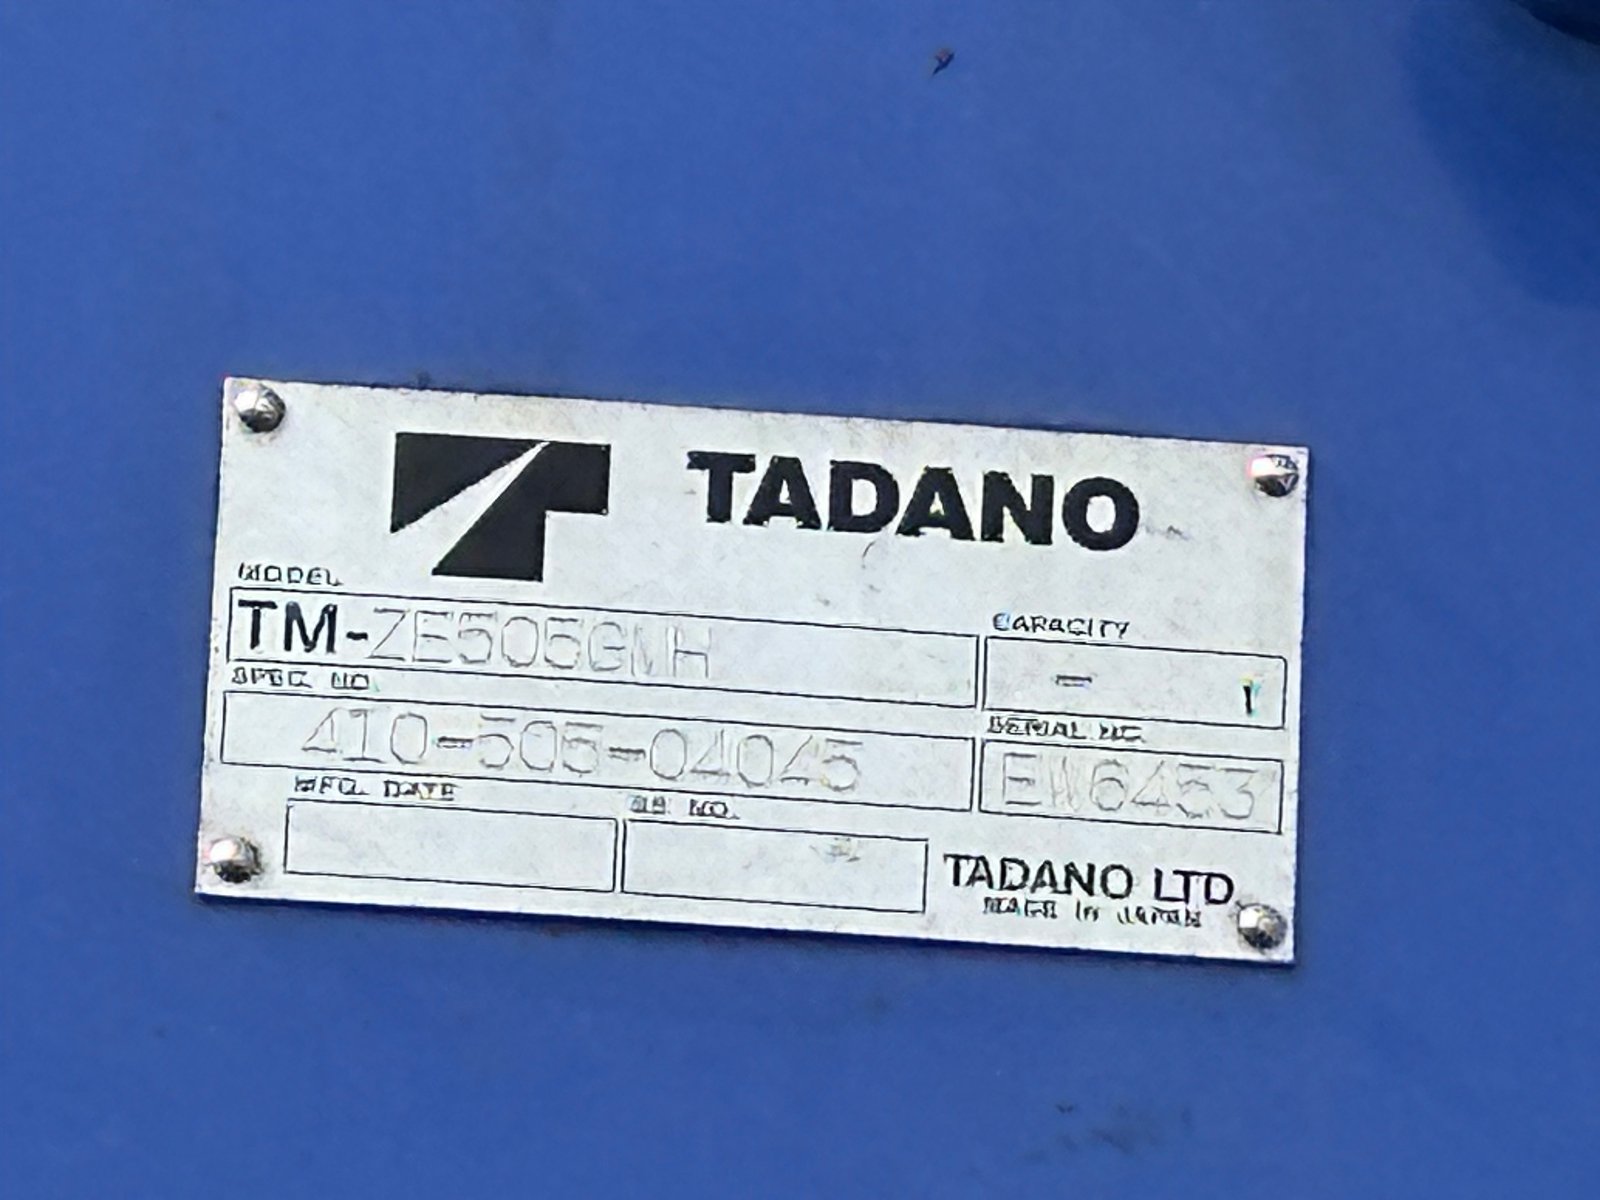 TADANO
MODEL
TM-ZE505GMH
CAPACITY
-
SPEC. NO.
410-505-04045
SERIAL NO.
EW6453
MFG. DATE
TADANO LTD.
MADE IN JAPAN